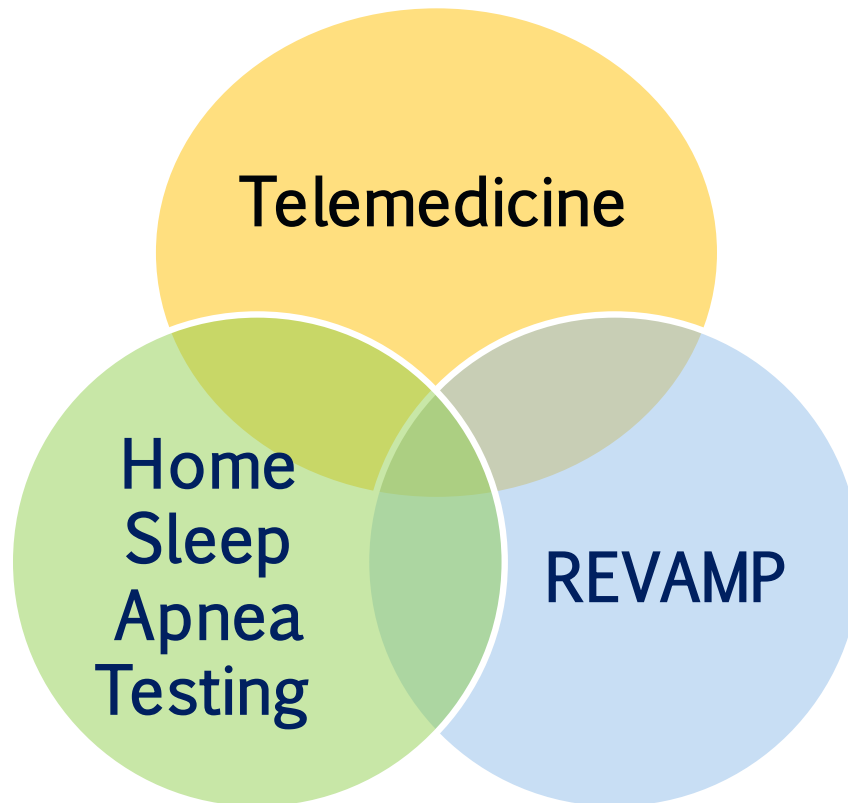 Telemedicine
Home
Sleep
Apnea
Testing
REVAMP